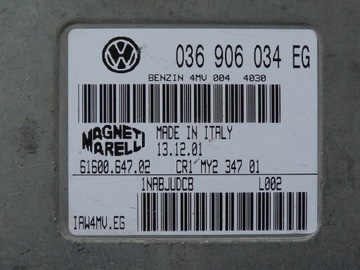 036 906 034 EG
BENZIN 4MV 004 4030
MAGNETI
MARELLI
MADE IN ITALY
13.12.01
61600.647.02 CR1 MY2 347 01
1NABJUDCB L002
IAW4MV.EG